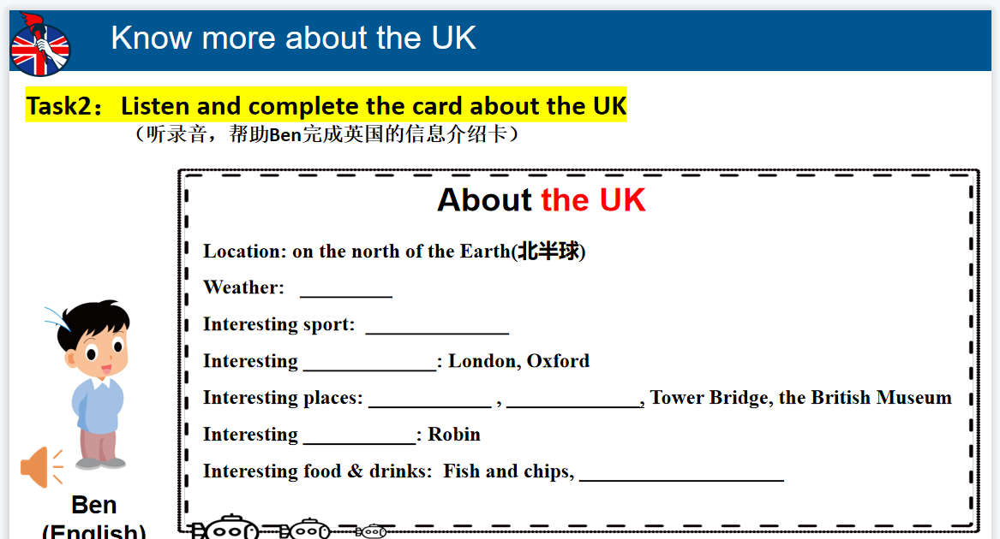 Know more about the UK
Task2： Listen and complete the card about the UK
（听录音，帮助Ben完成英国的信息介绍卡）
About the UK
Location: on the north of the Earth(北半球)
Weather: _________
Interesting sport: ______________
Interesting _____________: London, Oxford
Interesting places: ____________ , _____________, Tower Bridge, the British Museum
Interesting ___________: Robin
Interesting food & drinks: Fish and chips, ____________________
Ben
(English)